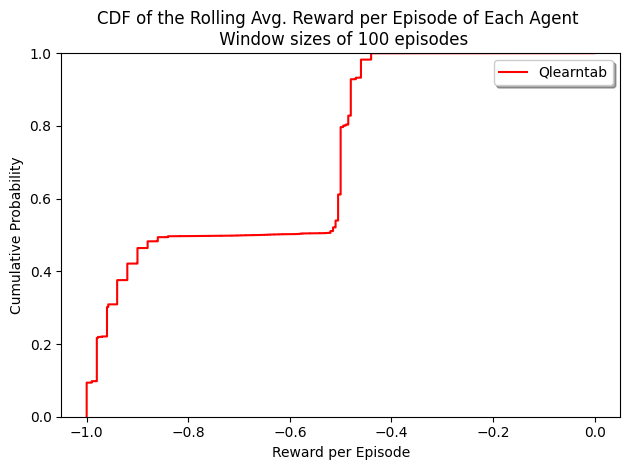 CDF of the Rolling Avg. Reward per Episode of Each Agent
Window sizes of 100 episodes
Qlearntab
Cumulative Probability
1.0
0.8
0.6
0.4
0.2
0.0
−1.0 −0.8 −0.6 −0.4 −0.2 0.0
Reward per Episode